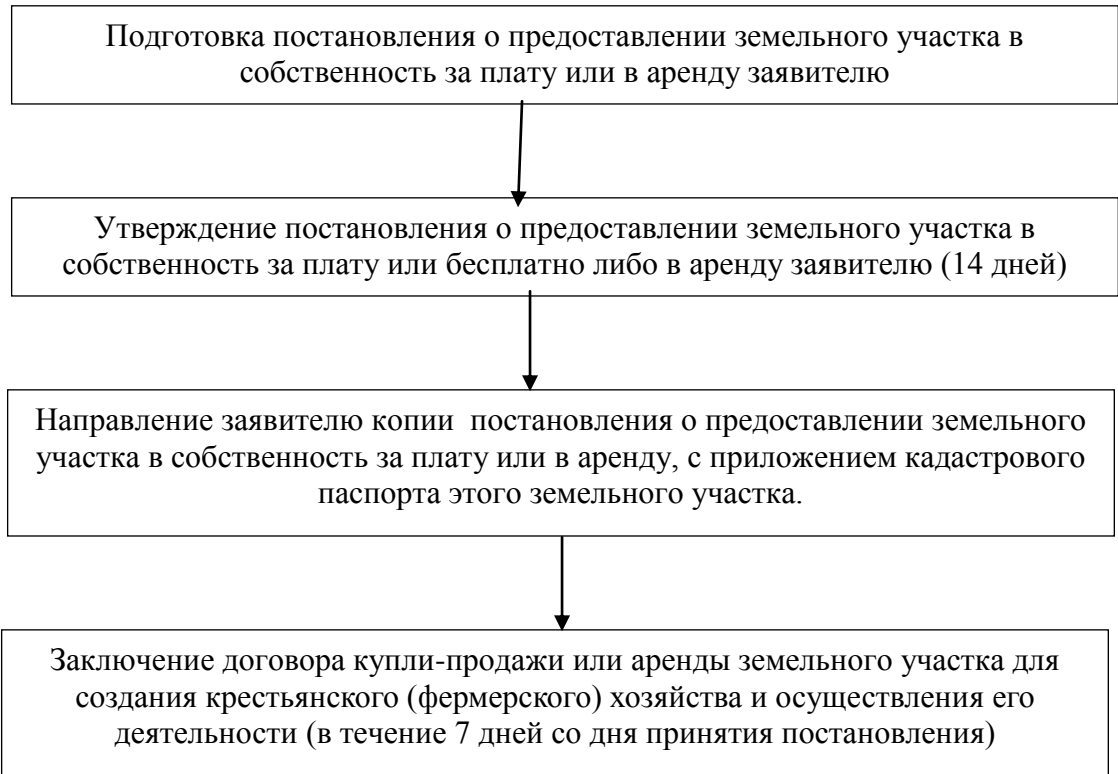 Подготовка постановления о предоставлении земельного участка в
собственность за плату или в аренду заявителю
Утверждение постановления о предоставлении земельного участка в
собственность за плату или бесплатно либо в аренду заявителю (14 дней)
Направление заявителю копии постановления о предоставлении земельного
участка в собственность за плату или в аренду, с приложением кадастрового
паспорта этого земельного участка.
Заключение договора купли-продажи или аренды земельного участка для
создания крестьянского (фермерского) хозяйства и осуществления его
деятельности (в течение 7 дней со дня принятия постановления)